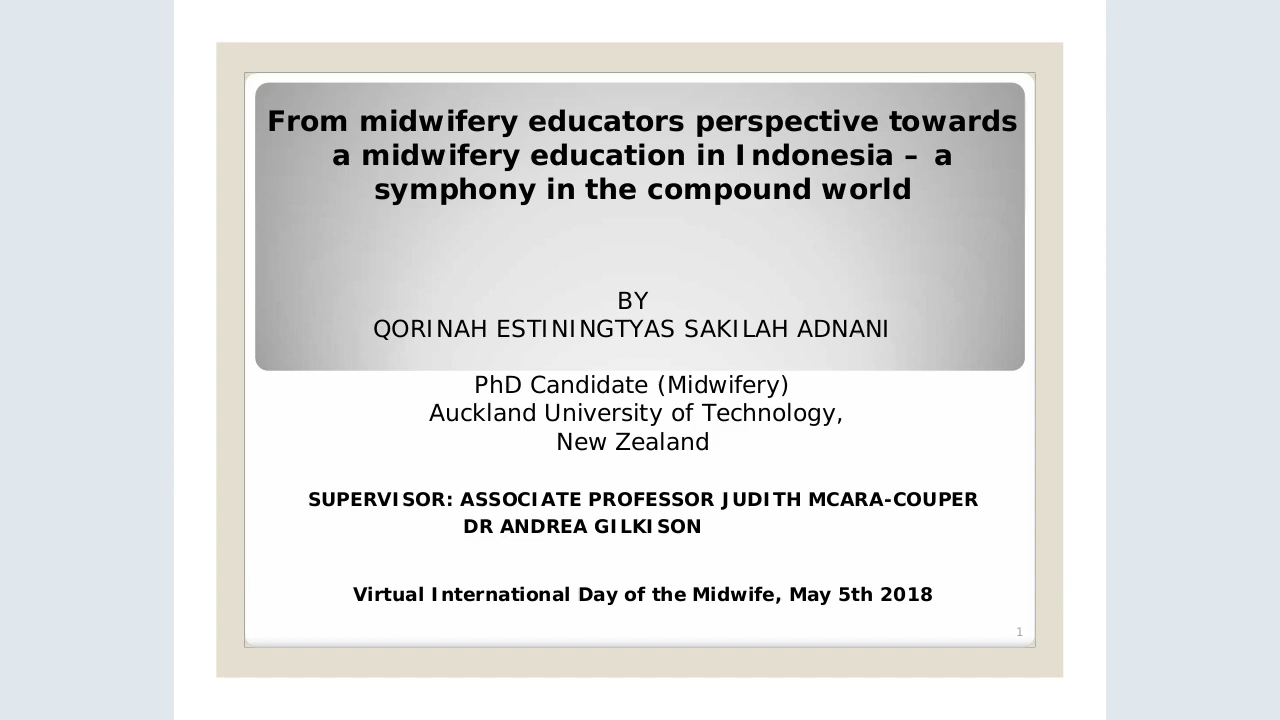 From midwifery educators perspective towards
a midwifery education in Indonesia – a
symphony in the compound world
BY
QORINAH ESTININGTYAS SAKILAH ADNANI
PhD Candidate (Midwifery)
Auckland University of Technology,
New Zealand
SUPERVISOR: ASSOCIATE PROFESSOR JUDITH MCARA-COUPER
DR ANDREA GILKISON
Virtual International Day of the Midwife, May 5th 2018
1